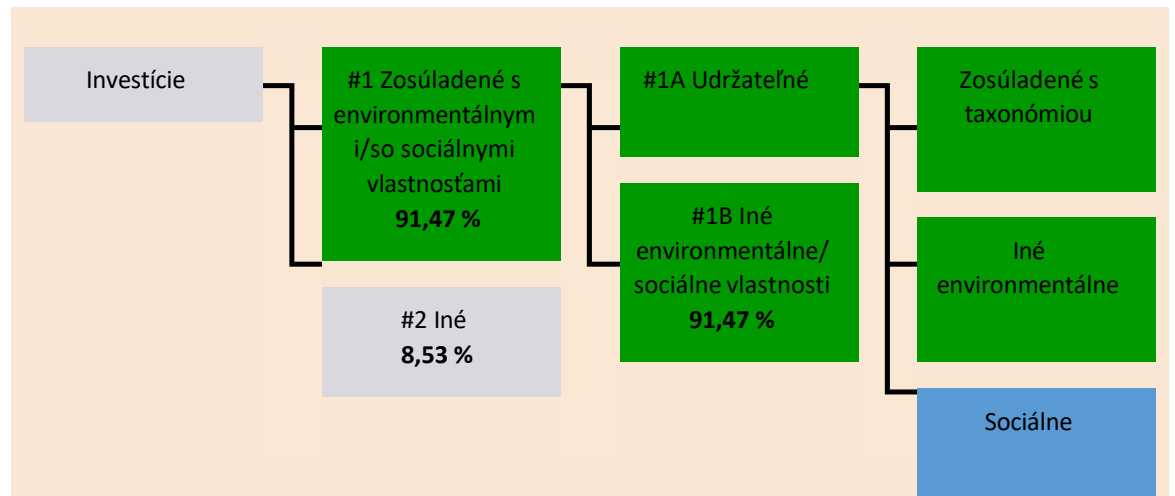 Investície
#1 Zosúladené s
environmentálnym
i/so sociálnymi
vlastnosťami
91,47 %
#2 Iné
8,53 %
#1A Udržateľné
#1B Iné
environmentálne/
sociálne vlastnosti
91,47 %
Zosúladené s
taxonómiou
Iné
environmentálne
Sociálne